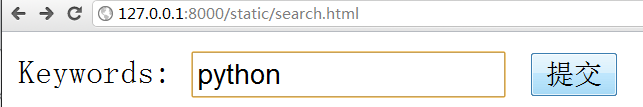 127.0.0.1:8000/static/search.html
Keywords: python 提交